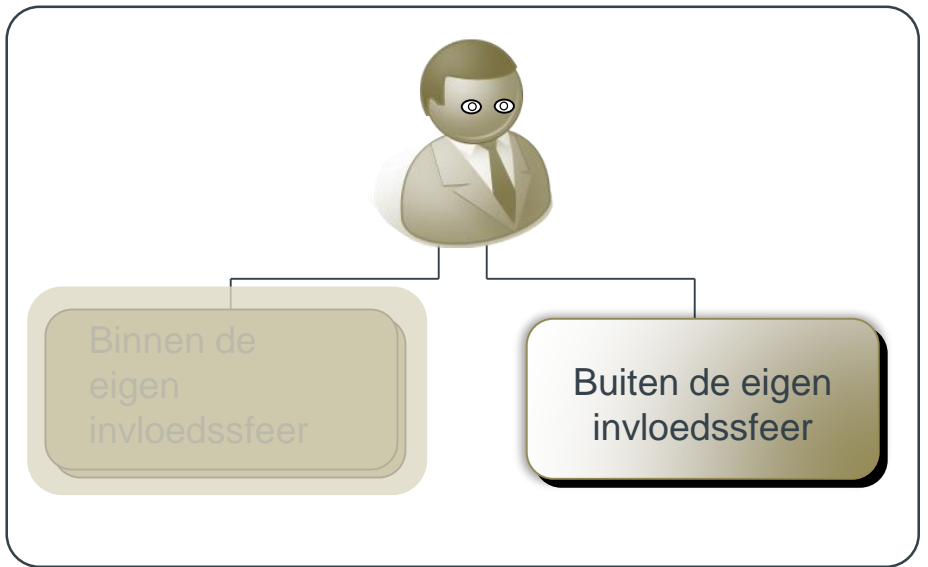 Binnen de
eigen
invloedssfeer
Buiten de eigen
invloedssfeer